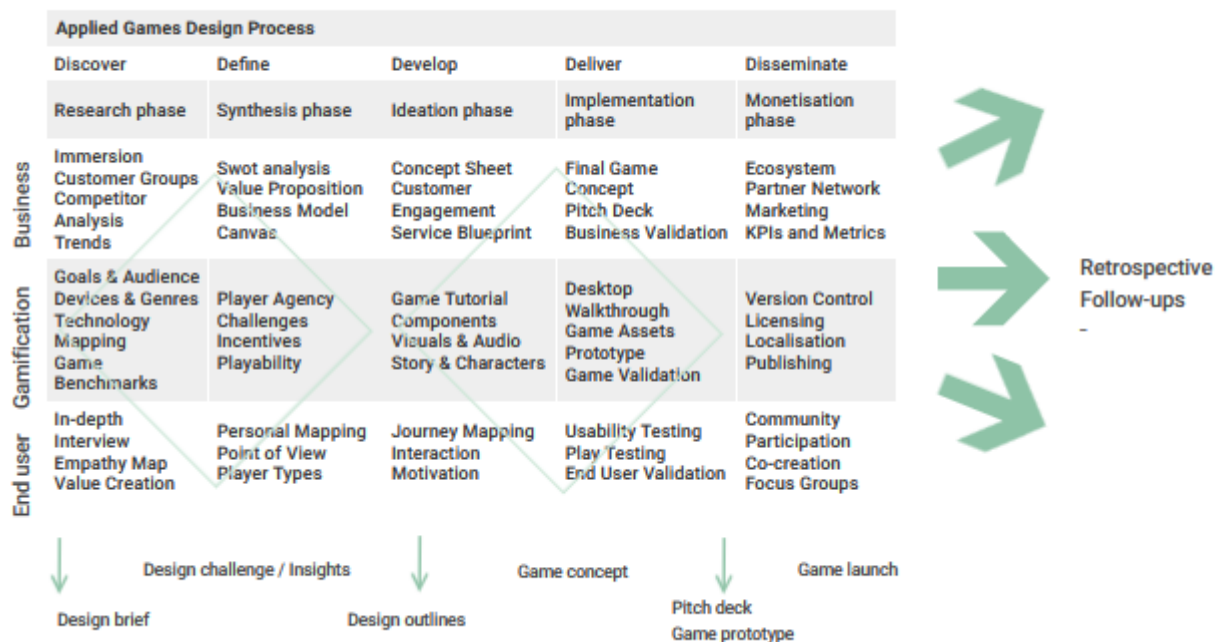 Applied Games Design Process
Discover
Define
Develop
Deliver
Disseminate
Research phase
Synthesis phase
Ideation phase
Implementation
phase
Monetisation
phase
Business
Immersion
Customer Groups
Competitor
Analysis
Trends
Swot analysis
Value Proposition
Business Model
Canvas
Concept Sheet
Customer
Engagement
Service Blueprint
Final Game
Concept
Pitch Deck
Business Validation
Ecosystem
Partner Network
Marketing
KPIs and Metrics
Gamification
Goals & Audience
Devices & Genres
Technology
Mapping
Game
Benchmarks
Player Agency
Challenges
Incentives
Playability
Game Tutorial
Components
Visuals & Audio
Story & Characters
Desktop
Walkthrough
Game Assets
Prototype
Game Validation
Version Control
Licensing
Localisation
Publishing
End user
In-depth
Interview
Empathy Map
Value Creation
Personal Mapping
Point of View
Player Types
Journey Mapping
Interaction
Motivation
Usability Testing
Play Testing
End User Validation
Community
Participation
Co-creation
Focus Groups
Retrospective
Follow-ups
-
Design challenge / Insights
Game concept
Game launch
Design brief
Design outlines
Pitch deck
Game prototype